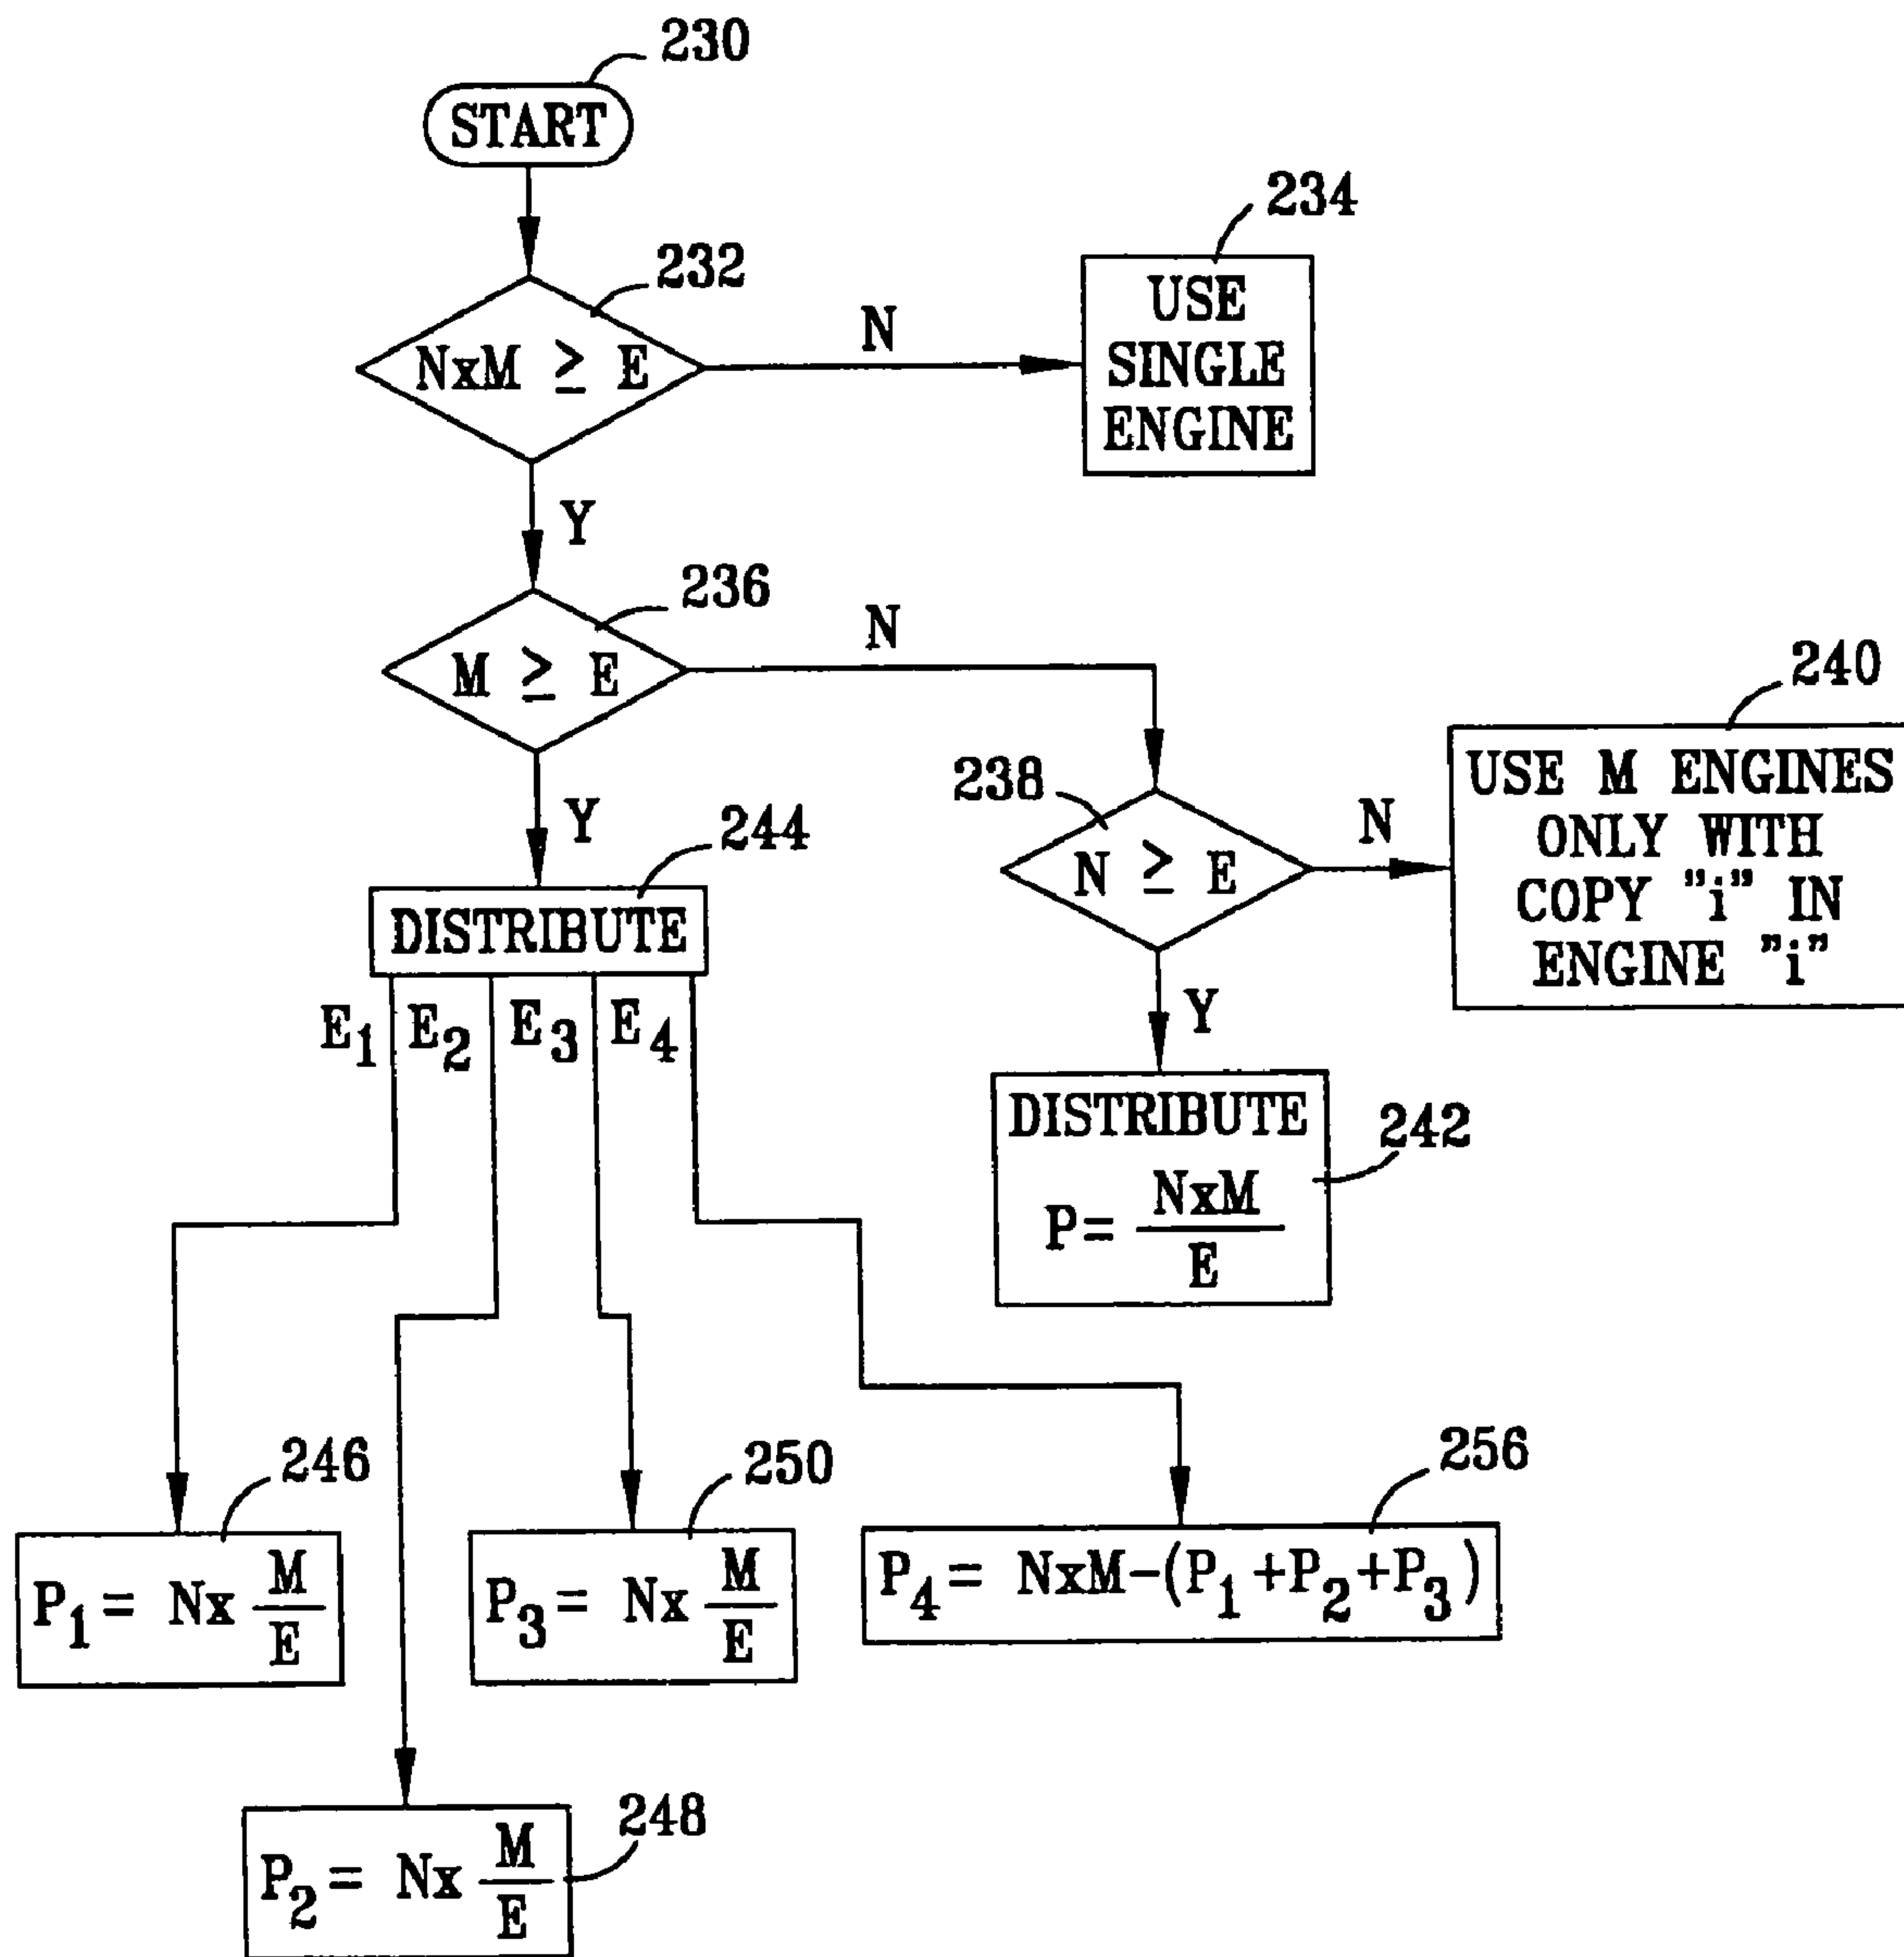 230
START
232
NxM ≥ E
N
234
USE
SINGLE
ENGINE
Y
236
M ≥ E
N
240
USE M ENGINES
ONLY WITH
COPY "i" IN
ENGINE "i"
238
N ≥ E
N
Y
244
DISTRIBUTE
E1 E2 E3 E4
Y
DISTRIBUTE
P= NxM/E
242
246
P1 = Nx M/E
250
P3 = Nx M/E
256
P4 = NxM-(P1+P2+P3)
248
P2 = Nx M/E